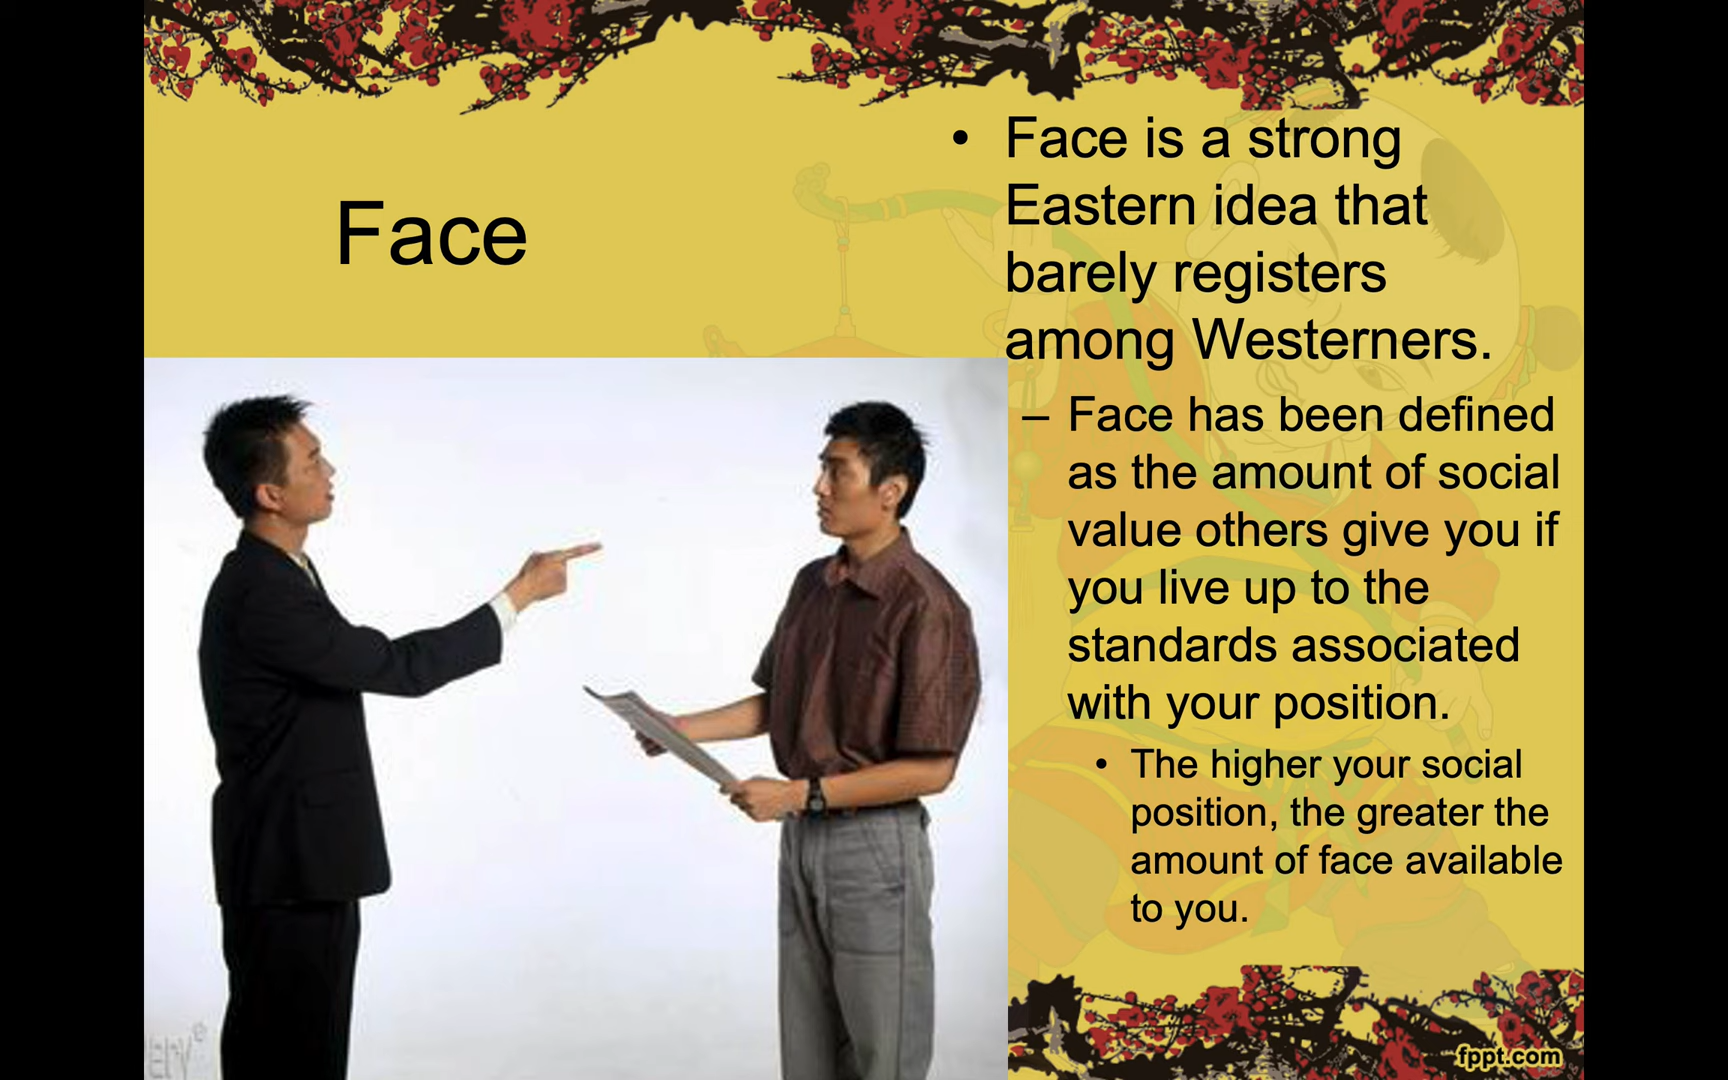 Face
• Face is a strong
Eastern idea that
barely registers
among Westerners.
– Face has been defined
as the amount of social
value others give you if
you live up to the
standards associated
with your position.
• The higher your social
position, the greater the
amount of face available
to you.
fppt.com